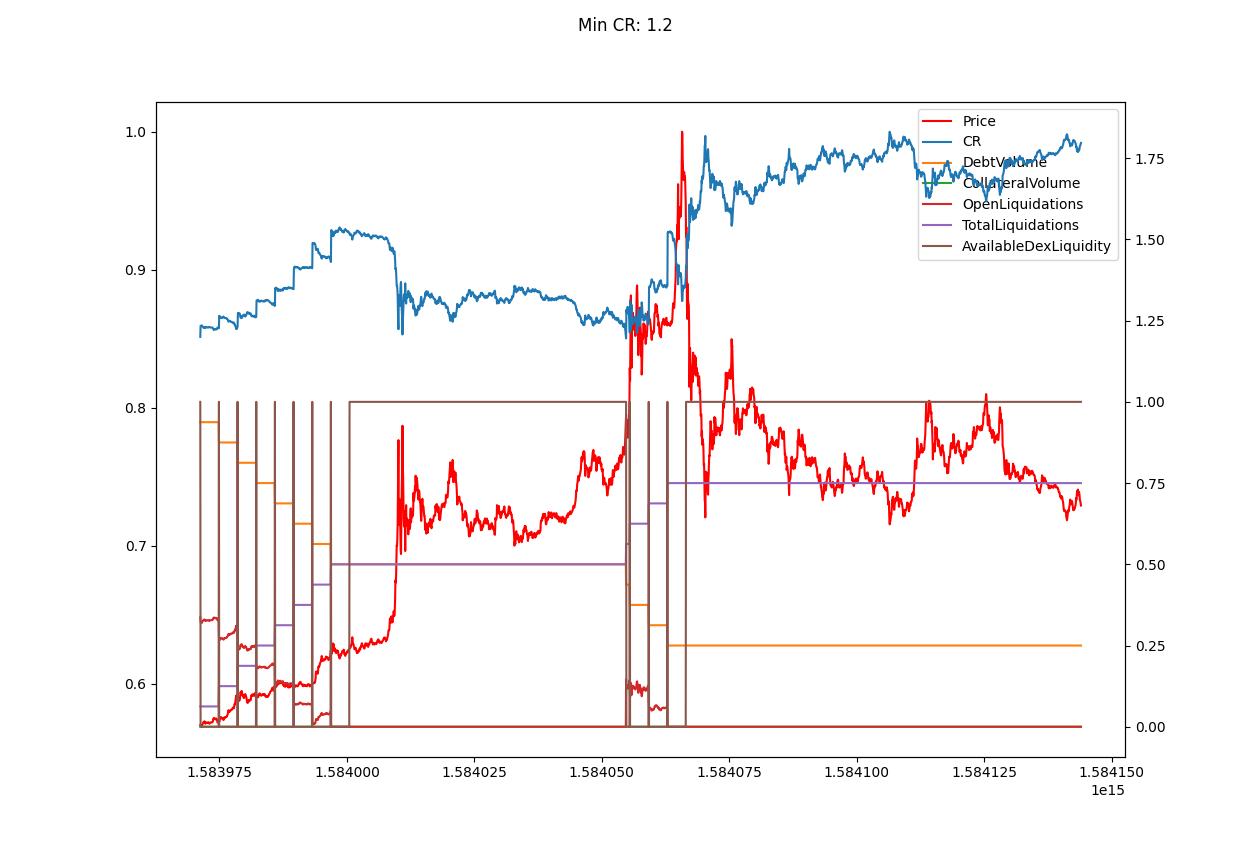 Min CR: 1.2
1.0
0.9
0.8
0.7
0.6
Price
CR
DebtVolume
CollateralVolume
OpenLiquidations
TotalLiquidations
AvailableDexLiquidity
1.75
1.50
1.25
1.00
0.75
0.50
0.25
0.00
1.583975 1.584000 1.584025 1.584050 1.584075 1.584100 1.584125 1.584150
1e15